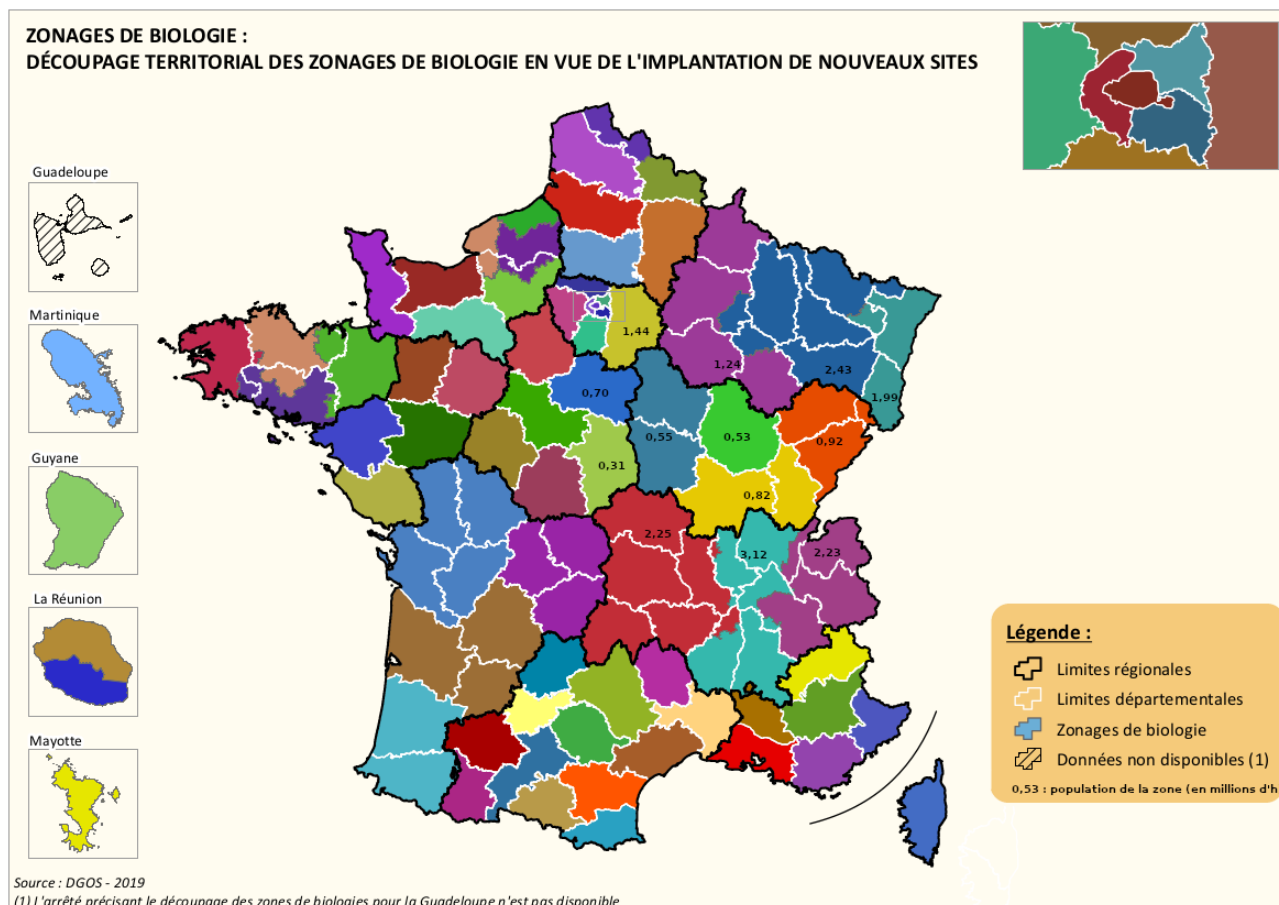 ZONAGES DE BIOLOGIE :
DÉCOUPAGE TERRITORIAL DES ZONAGES DE BIOLOGIE EN VUE DE L'IMPLANTATION DE NOUVEAUX SITES
Guadeloupe
Martinique
Guyane
La Réunion
Mayotte
1,44
1,24
2,43
0,70
1,99
0,55
0,53
0,92
0,31
0,82
2,25
3,12
2,23
Légende :
Limites régionales
Limites départementales
Zonages de biologie
Données non disponibles (1)
0,53 : population de la zone (en millions d'h
Source : DGOS - 2019
(1) L'arrêté précisant le découpage des zones de biologies pour la Guadeloupe n'est pas disponible